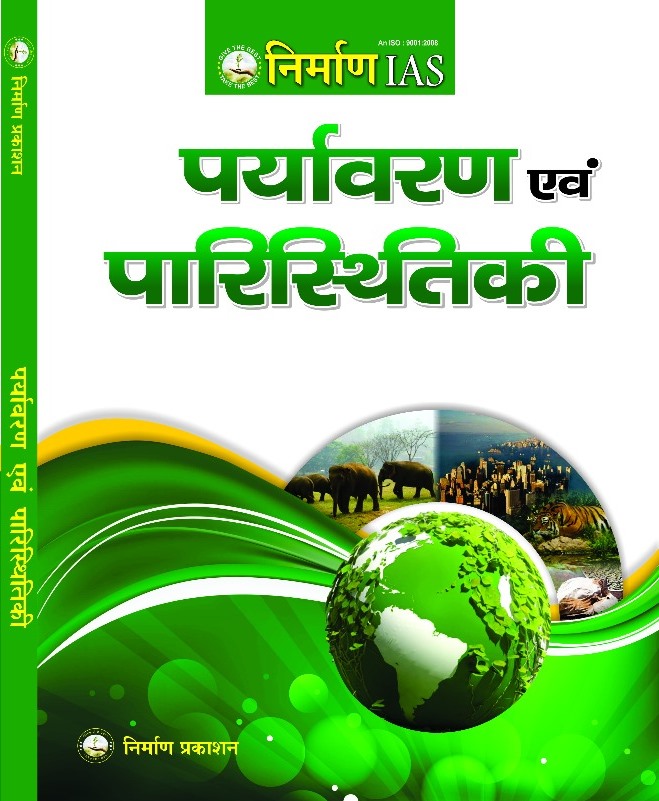 An ISO : 9001:2008
GIVE THE BEST
TAKE THE BEST
निर्माण IAS
पर्यावरण एवं
पारिस्थितिकी
निर्माण प्रकाशन
निर्माण प्रकाशन
पर्यावरण एवं पारिस्थितिकी